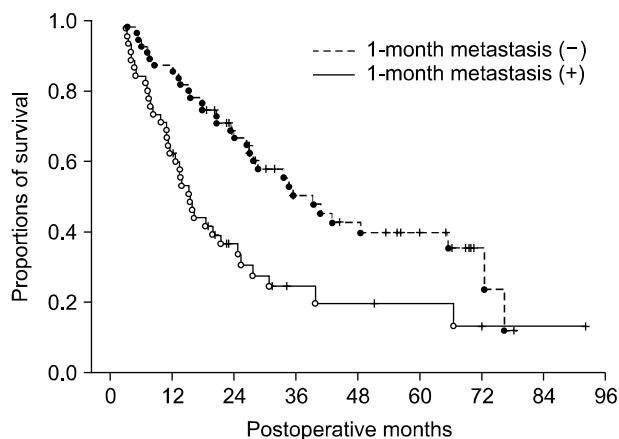 1.0
0.8
0.6
0.4
0.2
0.0
Proportions of survival
1-month metastasis (−)
1-month metastasis (+)
0 12 24 36 48 60 72 84 96
Postoperative months